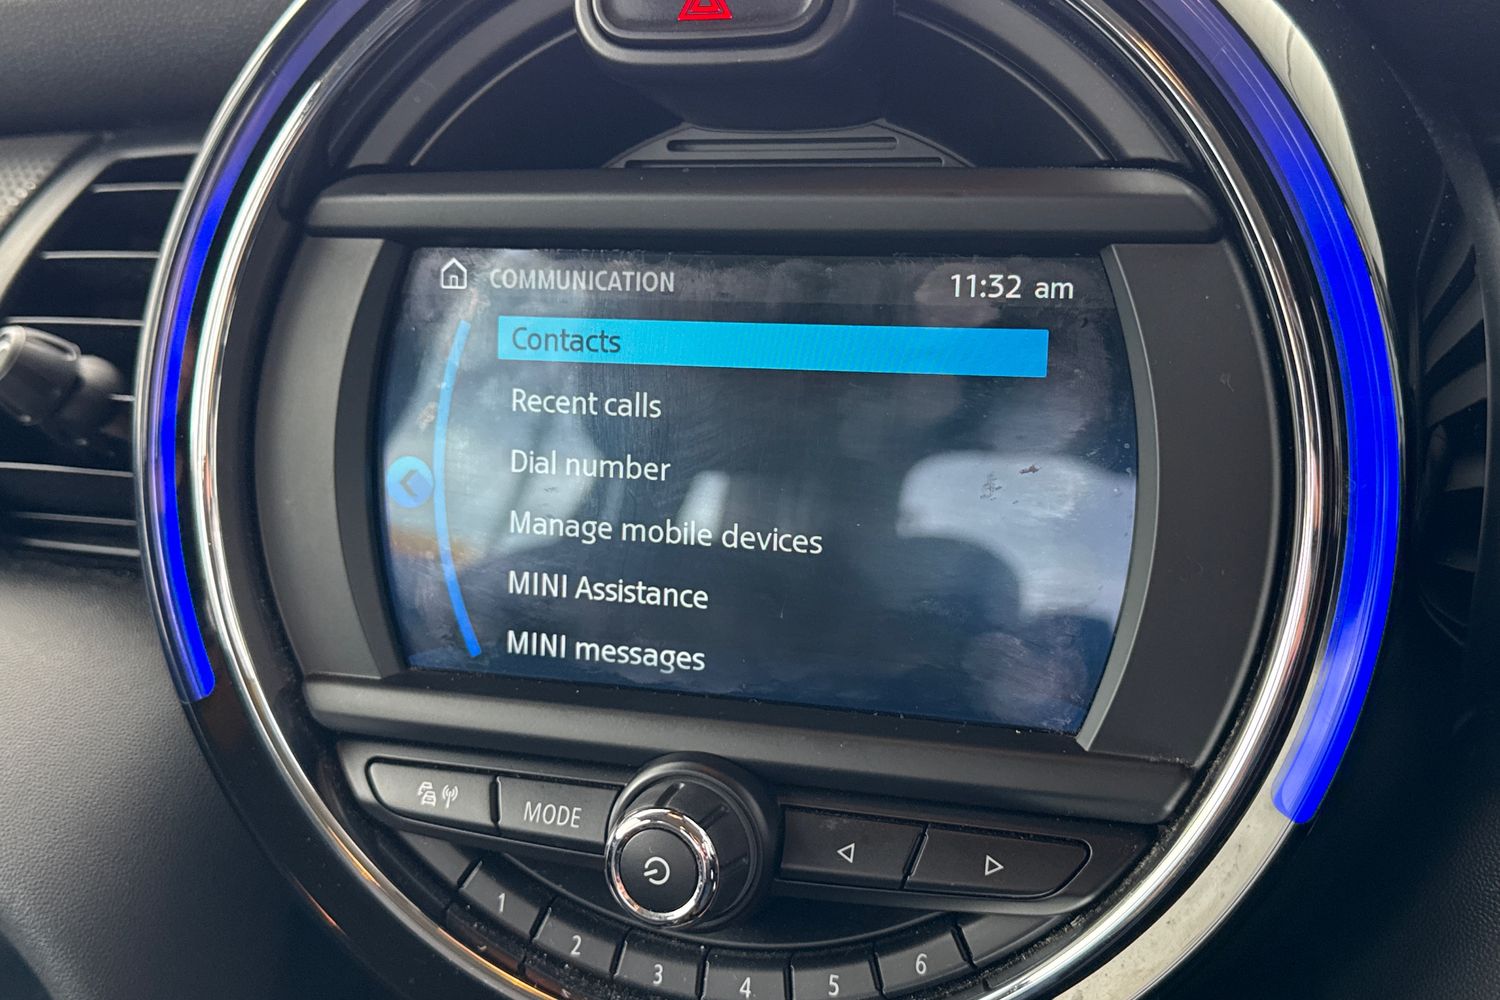 COMMUNICATION 11:32 am
Contacts
Recent calls
Dial number
Manage mobile devices
MINI Assistance
MINI messages
MODE
1 2 3 4 5 6